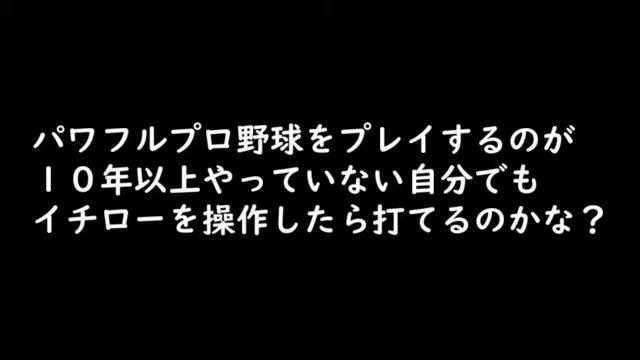 パワフルプロ野球をプレイするのが
１０年以上やっていない自分でも
イチローを操作したら打てるのかな？